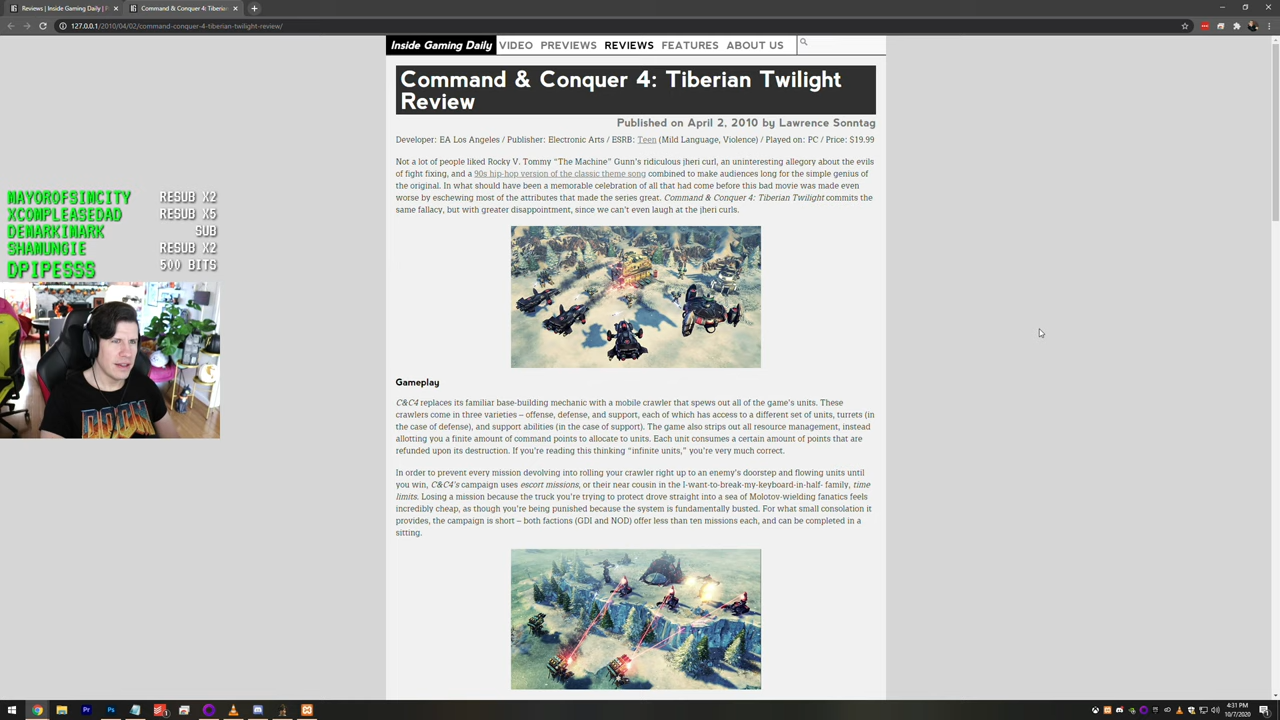 Reviews | Inside Gaming Daily |
Command & Conquer 4: Tiberian
127.0.0.1/2010/04/02/command-conquer-4-tiberian-twilight-review/
Inside Gaming Daily VIDEO PREVIEWS REVIEWS FEATURES ABOUT US
Command & Conquer 4: Tiberian Twilight
Review
Published on April 2, 2010 by Lawrence Sonntag
Developer: EA Los Angeles / Publisher: Electronic Arts / ESRB: Teen (Mild Language, Violence) / Played on: PC / Price: $19.99
Not a lot of people liked Rocky V. Tommy “The Machine” Gunn’s ridiculous jheri curl, an uninteresting allegory about the evils
of fight fixing, and a 90s hip-hop version of the classic theme song combined to make audiences long for the simple genius of
the original. In what should have been a memorable celebration of all that had come before this bad movie was made even
worse by eschewing most of the attributes that made the series great. Command & Conquer 4: Tiberian Twilight commits the
same fallacy, but with greater disappointment, since we can’t even laugh at the jheri curls.
MAYOROFSIMCITY RESUB X2
XCOMPLEASEDAD RESUB X5
DEMARKIMARK SUB
SHAMUNGIE RESUB X2
DPIPESSS 500 BITS
DOOM
Gameplay
C&C4 replaces its familiar base-building mechanic with a mobile crawler that spews out all of the game’s units. These
crawlers come in three varieties – offense, defense, and support, each of which has access to a different set of units, turrets (in
the case of defense), and support abilities (in the case of support). The game also strips out all resource management, instead
allotting you a finite amount of command points to allocate to units. Each unit consumes a certain amount of points that are
refunded upon its destruction. If you’re reading this thinking “infinite units,” you’re very much correct.
In order to prevent every mission devolving into rolling your crawler right up to an enemy’s doorstep and flowing units until
you win, C&C4’s campaign uses escort missions, or their near cousin in the I-want-to-break-my-keyboard-in-half- family, time
limits. Losing a mission because the truck you’re trying to protect drove straight into a sea of Molotov-wielding fanatics feels
incredibly cheap, as though you’re being punished because the system is fundamentally busted. For what small consolation it
provides, the campaign is short – both factions (GDI and NOD) offer less than ten missions each, and can be completed in a
sitting.
4:31 PM
10/7/2020